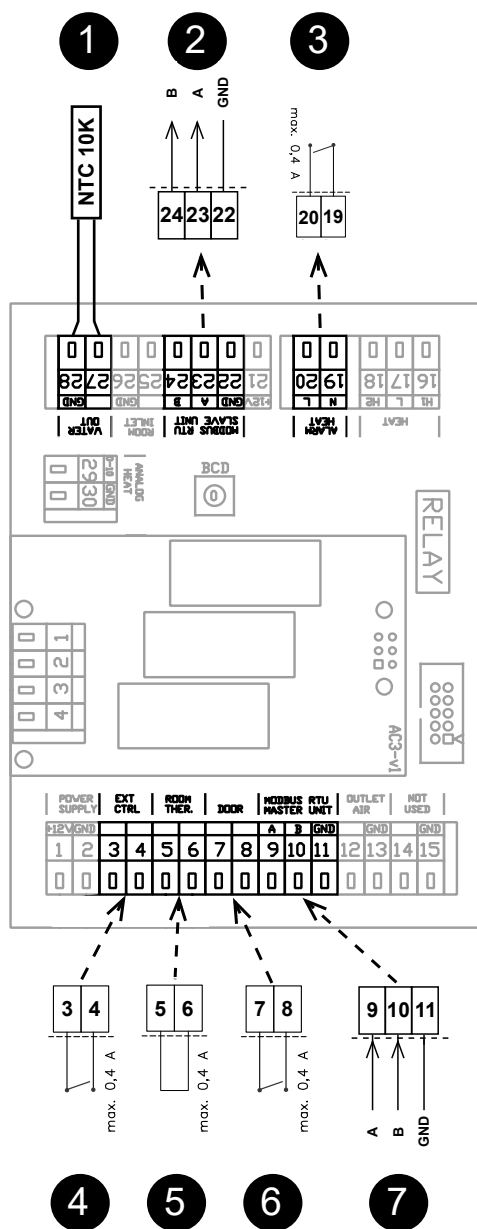 1 2 3
B A GND
max. 0,4 A
NTC 10K
24 23 22
20 19
28 27 26 25 24 23 22 21
20 19 18 17 16
GND GND B A GND +12V
L N H2 L H1
VATER OUT
ROOM INLET
MODBUS RTU SLAVE UNIT
ALARM HEAT
HEAT
29 30
0-10 GND
ANALOG HEAT
BCD
0
RELAY
1
2
3
4
AC3-v1
POWER SUPPLY
EXT CTRL
ROOM THER.
DOOR
MODBUS RTU MASTER UNIT
OUTLET AIR
NOT USED
+12V GND A B GND GND GND
1 2 3 4 5 6 7 8 9 10 11 12 13 14 15
3 4
5 6
7 8
9 10 11
max. 0,4 A
max. 0,4 A
max. 0,4 A
A B GND
4 5 6 7